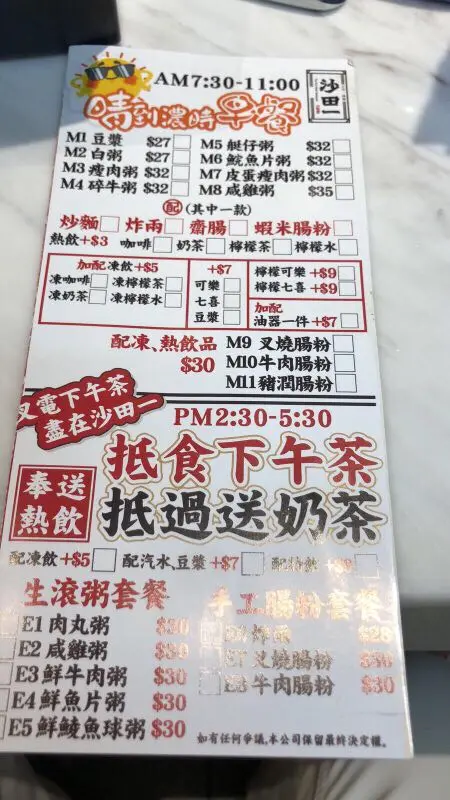 AM7:30-11:00
沙田一
晴到濃時早餐
M1 豆漿 $27 M5 艇仔粥 $32
M2 白粥 $27 M6 鯇魚片粥 $32
M3 瘦肉粥 $32 M7 皮蛋瘦肉粥 $32
M4 碎牛粥 $32 M8 咸雞粥 $35
配(其中一款)
炒麵 炸兩 齋腸 蝦米腸粉
熱飲+$3 咖啡 奶茶 檸檬茶 檸檬水
加配凍飲+$5 +$7 檸檬可樂 +$9
凍咖啡 凍檸檬茶 可樂 檸檬七喜 +$9
凍奶茶 凍檸檬水 七喜 加配
豆漿 油器一件 +$7
配凍、熱飲品 M9 叉燒腸粉
$30 M10 牛肉腸粉
M11 豬潤腸粉
叉電下午茶
盡在沙田一
PM2:30-5:30
抵食下午茶
奉送熱飲
抵過送奶茶
配凍飲+$5 配汽水、豆漿 +$7
生滾粥套餐 手工腸粉套餐
E1 肉丸粥 $30
E2 咸雞粥 $30 E7 叉燒腸粉 $30
E3 鮮牛肉粥 $30 E8 牛肉腸粉 $30
E4 鮮魚片粥 $30
E5 鮮鯪魚球粥 $30
如有任何爭議,本公司保留最終決定權。